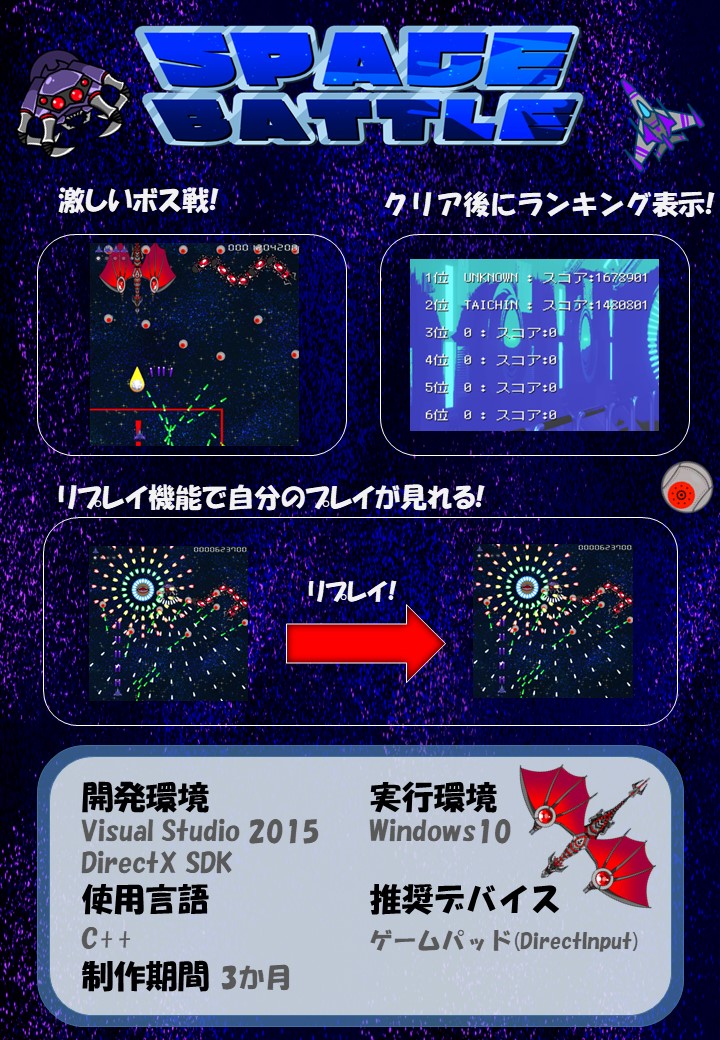 SPACE
BATTLE
激しいボス戦!
クリア後にランキング表示!
1位 UNKNOWN : スコア:1678901
2位 TAICHIN : スコア:1480801
3位 0 : スコア:0
4位 0 : スコア:0
5位 0 : スコア:0
6位 0 : スコア:0
リプレイ機能で自分のプレイが見れる!
0000623700
リプレイ!
0000623700
開発環境
Visual Studio 2015
DirectX SDK
使用言語
C++
制作期間 3か月
実行環境
Windows10
推奨デバイス
ゲームパッド(DirectInput)